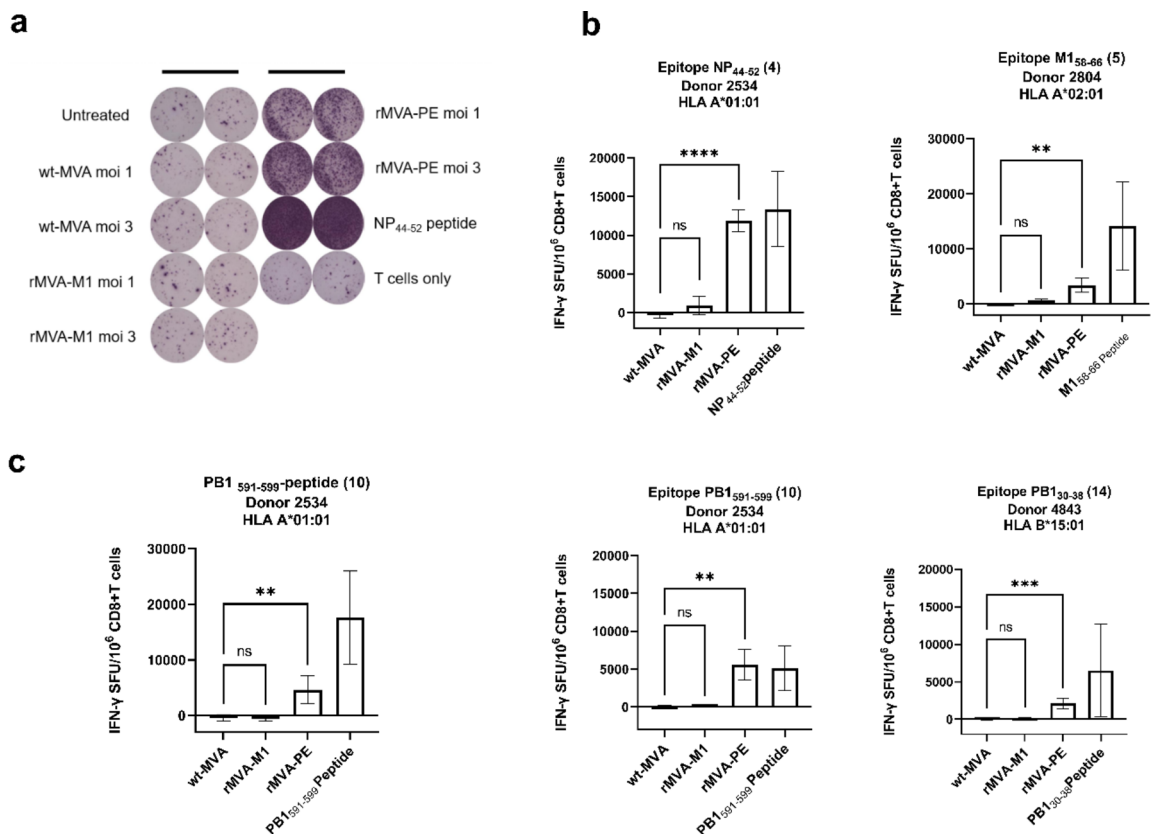 a
Untreated
wt-MVA moi 1
wt-MVA moi 3
rMVA-M1 moi 1
rMVA-M1 moi 3
rMVA-PE moi 1
rMVA-PE moi 3
NP44-52 peptide
T cells only
b
Epitope NP44-52 (4)
Donor 2534
HLA A*01:01
IFN-γ SFU/10⁶ CD8+T cells
20000
15000
10000
5000
0
ns
****
wt-MVA
rMVA-M1
rMVA-PE
NP44-52peptide
Epitope M158-66 (5)
Donor 2804
HLA A*02:01
IFN-γ SFU/10⁶ CD8+T cells
30000
20000
10000
0
ns
**
wt-MVA
rMVA-M1
rMVA-PE
M158-66 Peptide
c
PB1 591-599-peptide (10)
Donor 2534
HLA A*01:01
IFN-γ SFU/10⁶ CD8+T cells
30000
20000
10000
0
ns
**
wt-MVA
rMVA-M1
rMVA-PE
PB1591-599 Peptide
Epitope PB1591-599 (10)
Donor 2534
HLA A*01:01
IFN-γ SFU/10⁶ CD8+T cells
20000
15000
10000
5000
0
ns
**
wt-MVA
rMVA-M1
rMVA-PE
PB1591-599 Peptide
Epitope PB130-38 (14)
Donor 4843
HLA B*15:01
IFN-γ SFU/10⁶ CD8+T cells
20000
15000
10000
5000
0
ns
***
wt-MVA
rMVA-M1
rMVA-PE
PB130-38Peptide